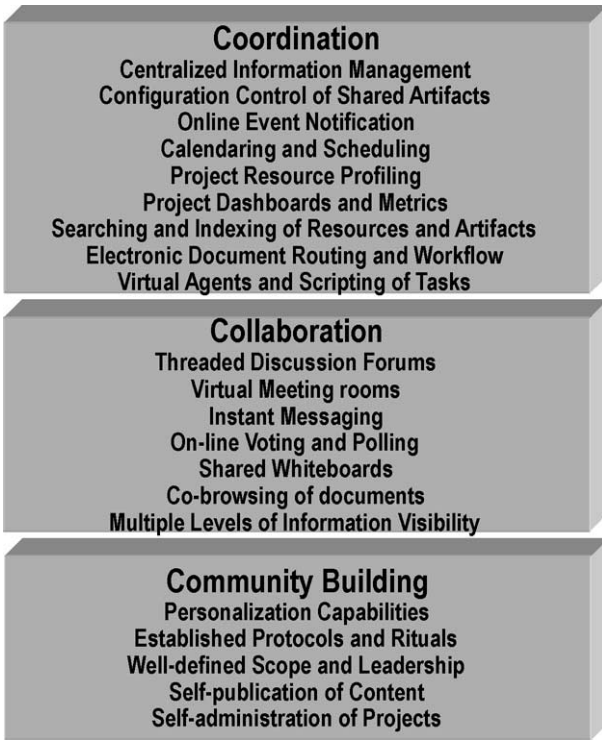 Coordination
Centralized Information Management
Configuration Control of Shared Artifacts
Online Event Notification
Calendaring and Scheduling
Project Resource Profiling
Project Dashboards and Metrics
Searching and Indexing of Resources and Artifacts
Electronic Document Routing and Workflow
Virtual Agents and Scripting of Tasks
Collaboration
Threaded Discussion Forums
Virtual Meeting rooms
Instant Messaging
On-line Voting and Polling
Shared Whiteboards
Co-browsing of documents
Multiple Levels of Information Visibility
Community Building
Personalization Capabilities
Established Protocols and Rituals
Well-defined Scope and Leadership
Self-publication of Content
Self-administration of Projects